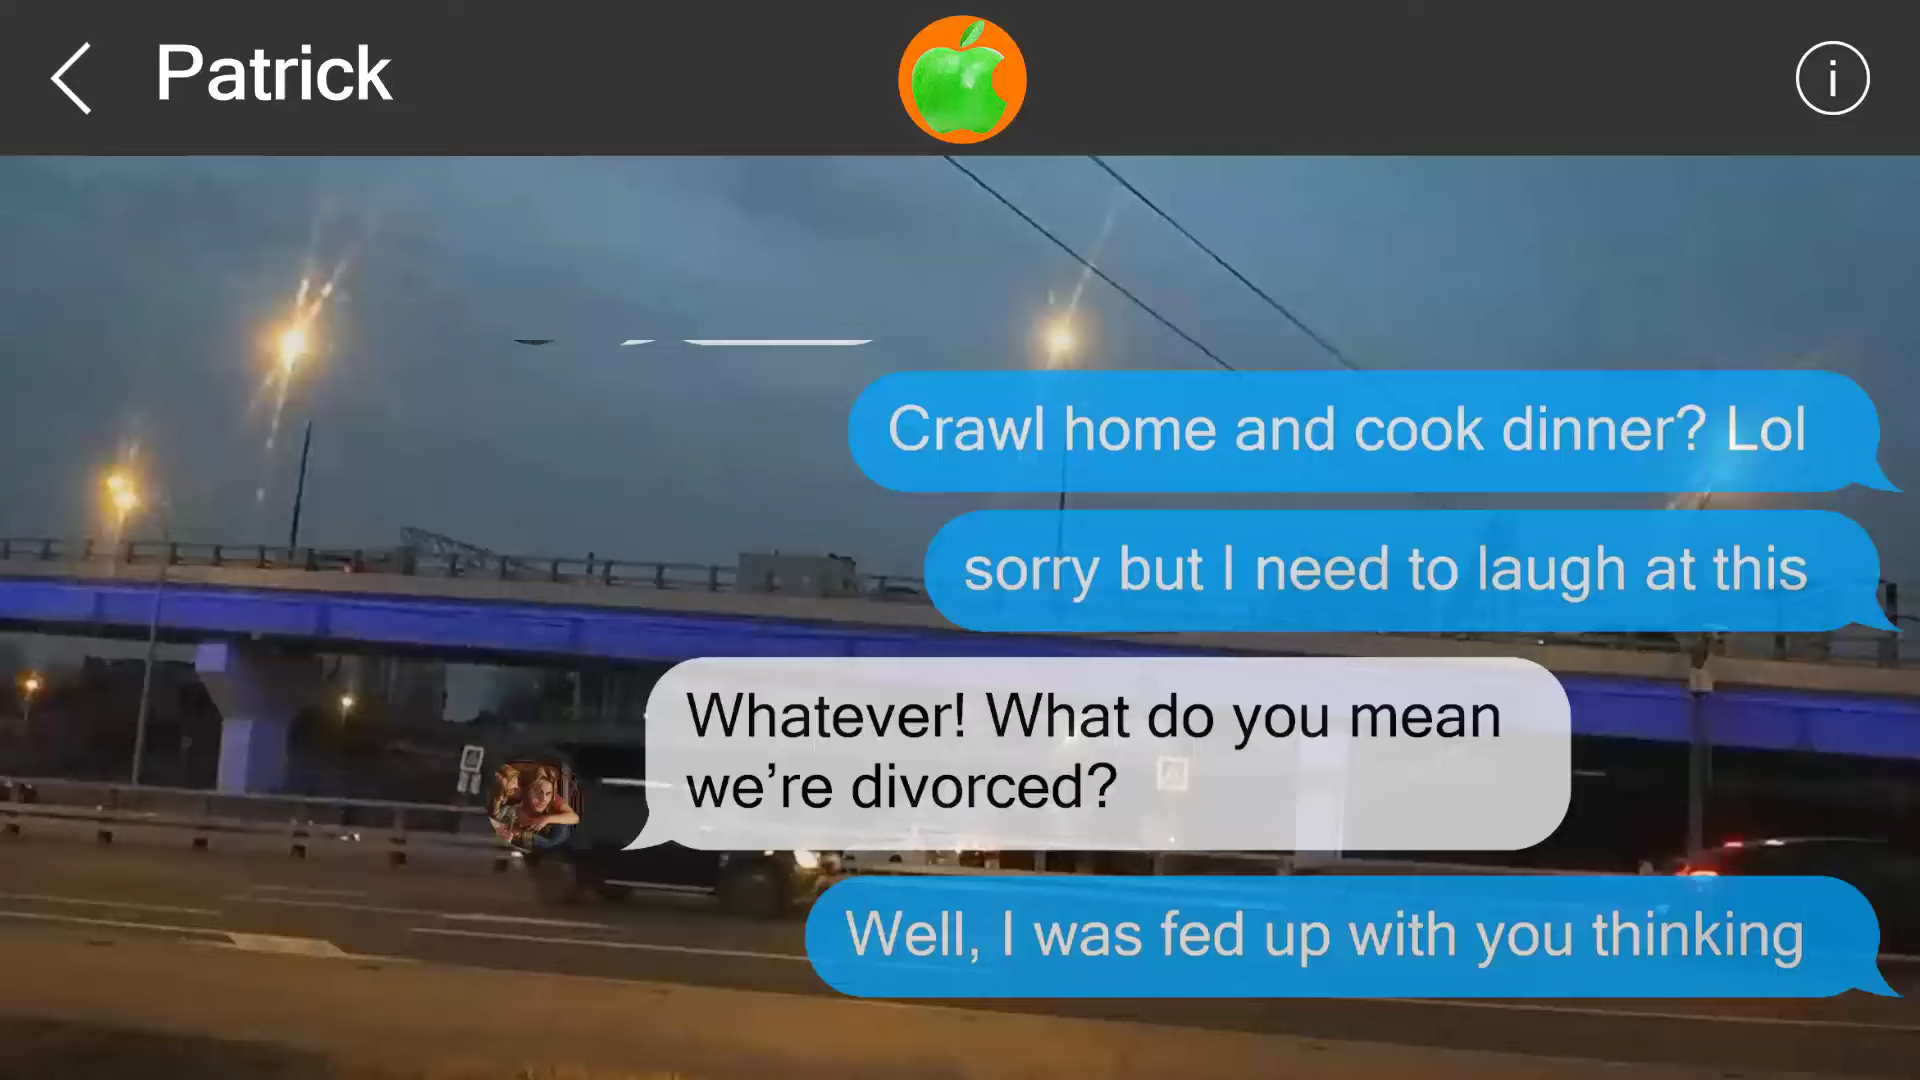 Patrick
Crawl home and cook dinner? Lol
sorry but I need to laugh at this
Whatever! What do you mean
we’re divorced?
Well, I was fed up with you thinking